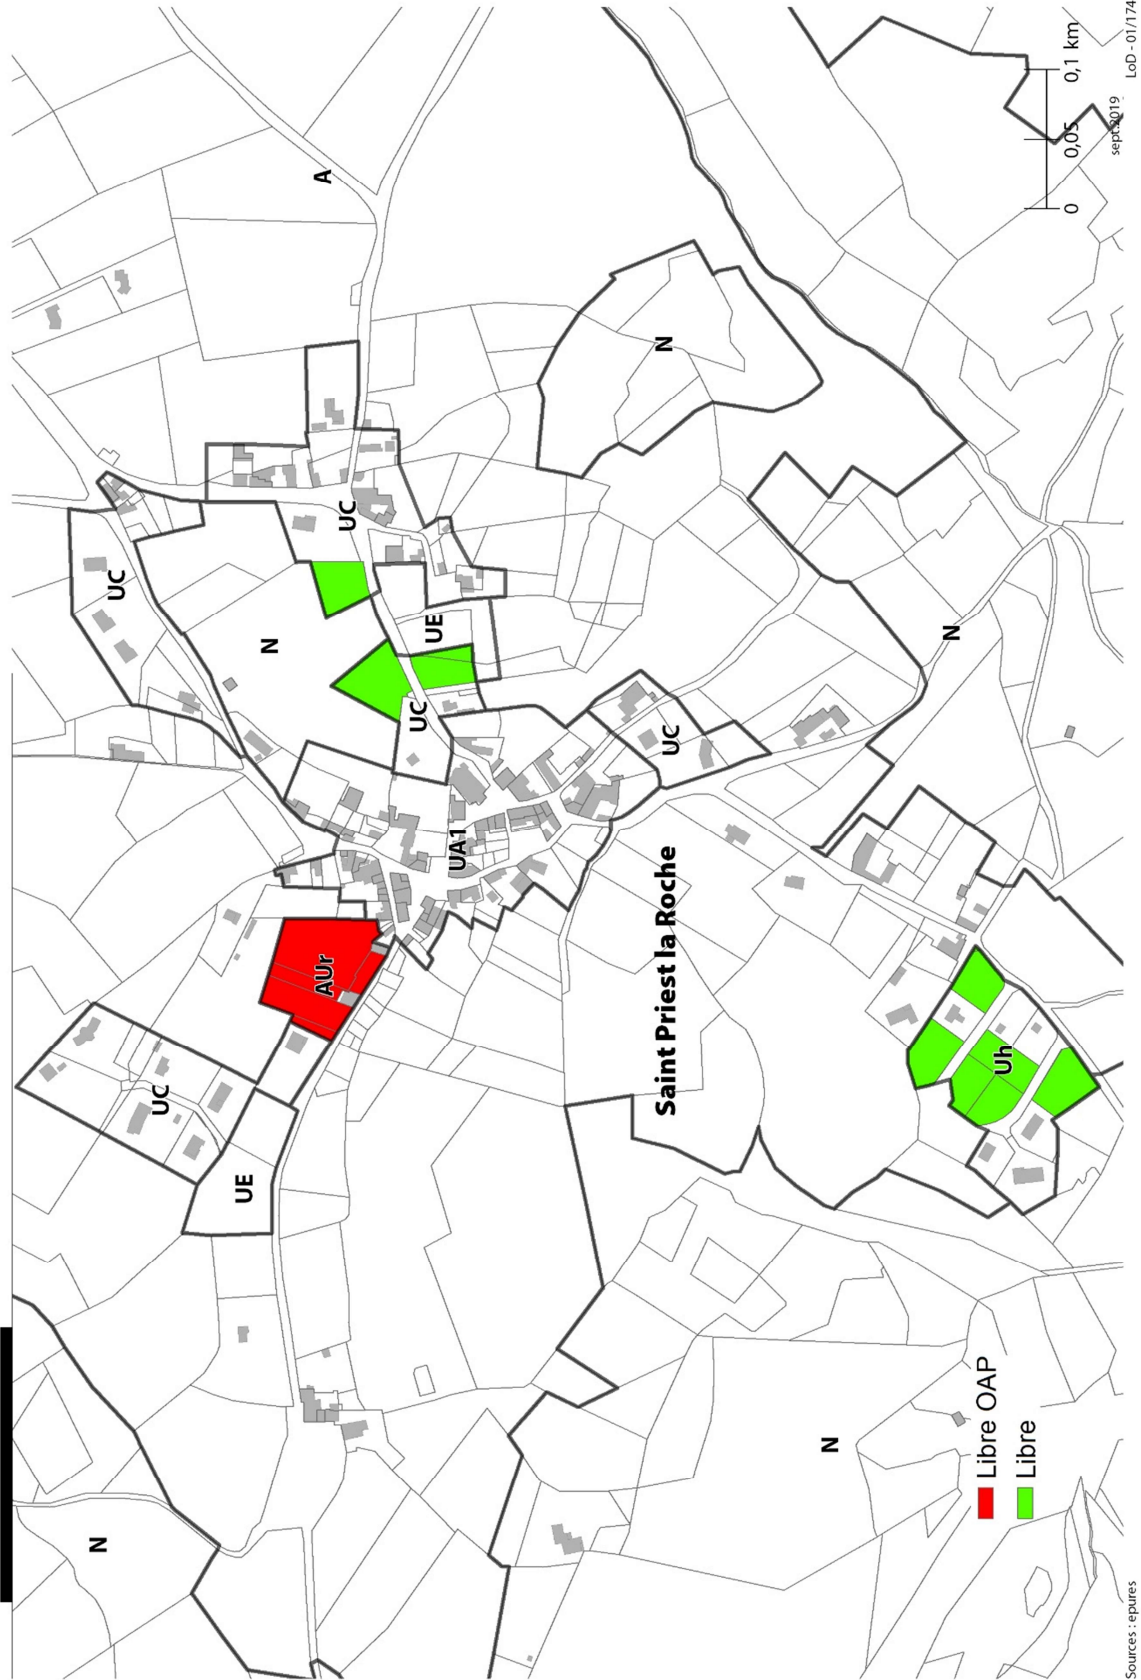 N
UC
UC
UE
N
A
AUr
UC
UC
UE
UA1
N
Saint Priest la Roche
UC
N
N
Uh
Libre OAP
Libre
0 0,05 0,1 km
sept.2019
Sources : epures
LoD - 01/174